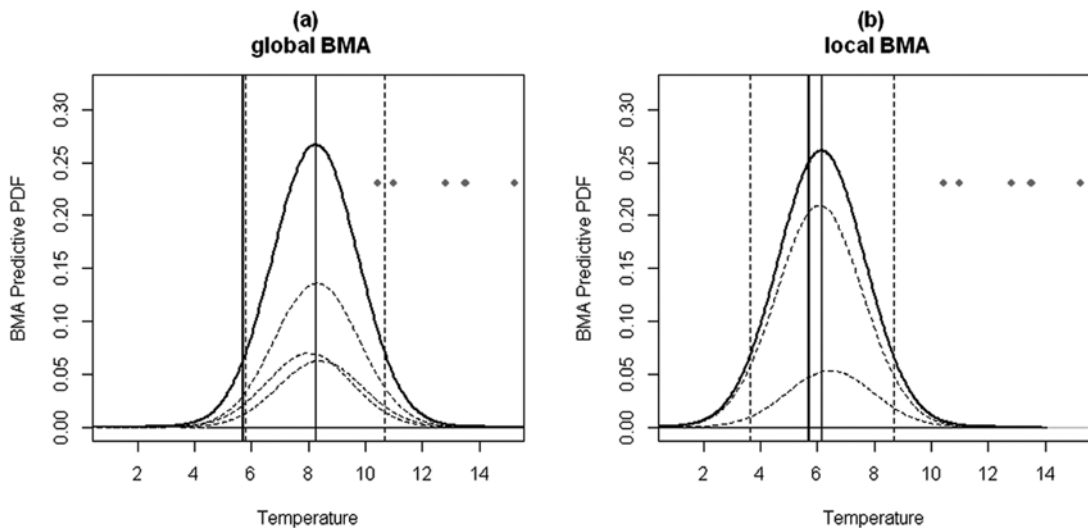 (a)
global BMA
BMA Predictive PDF
0.00
0.05
0.10
0.15
0.20
0.25
0.30
2 4 6 8 10 12 14
Temperature
(b)
local BMA
BMA Predictive PDF
0.00
0.05
0.10
0.15
0.20
0.25
0.30
2 4 6 8 10 12 14
Temperature